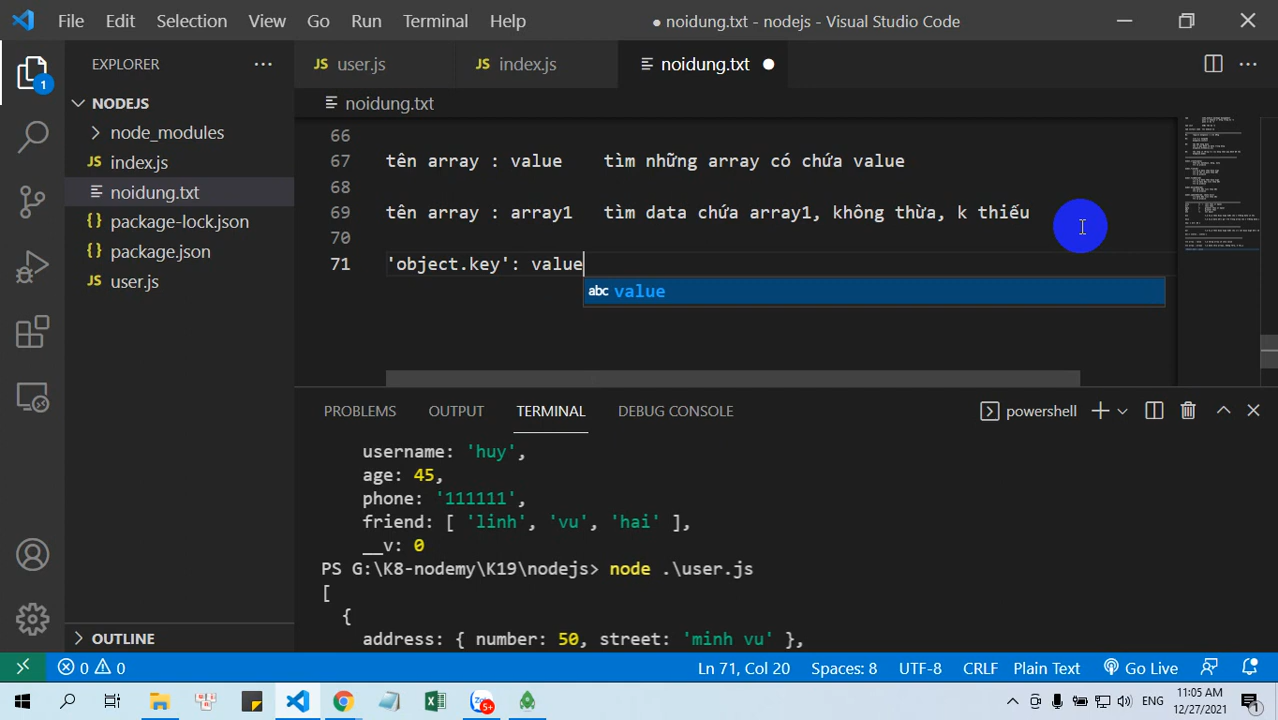 File Edit Selection View Go Run Terminal Help ● noidung.txt - nodejs - Visual Studio Code
EXPLORER ···
user.js index.js noidung.txt ●
noidung.txt
1
NODEJS
node_modules
index.js
noidung.txt
package-lock.json
package.json
user.js
OUTLINE
66
67 tên array : value tìm những array có chứa value
68
69 tên array : array1 tìm data chứa array1, không thừa, k thiếu
70
71 'object.key': value
abc value
PROBLEMS OUTPUT TERMINAL DEBUG CONSOLE powershell
username: 'huy',
age: 45,
phone: '111111',
friend: [ 'linh', 'vu', 'hai' ],
__v: 0
PS G:\K8-nodemy\K19\nodejs> node .\user.js
[
{
address: { number: 50, street: 'minh vu' },
0 0 Ln 71, Col 20 Spaces: 8 UTF-8 CRLF Plain Text Go Live
5+ ENG 11:05 AM
12/27/2021 1